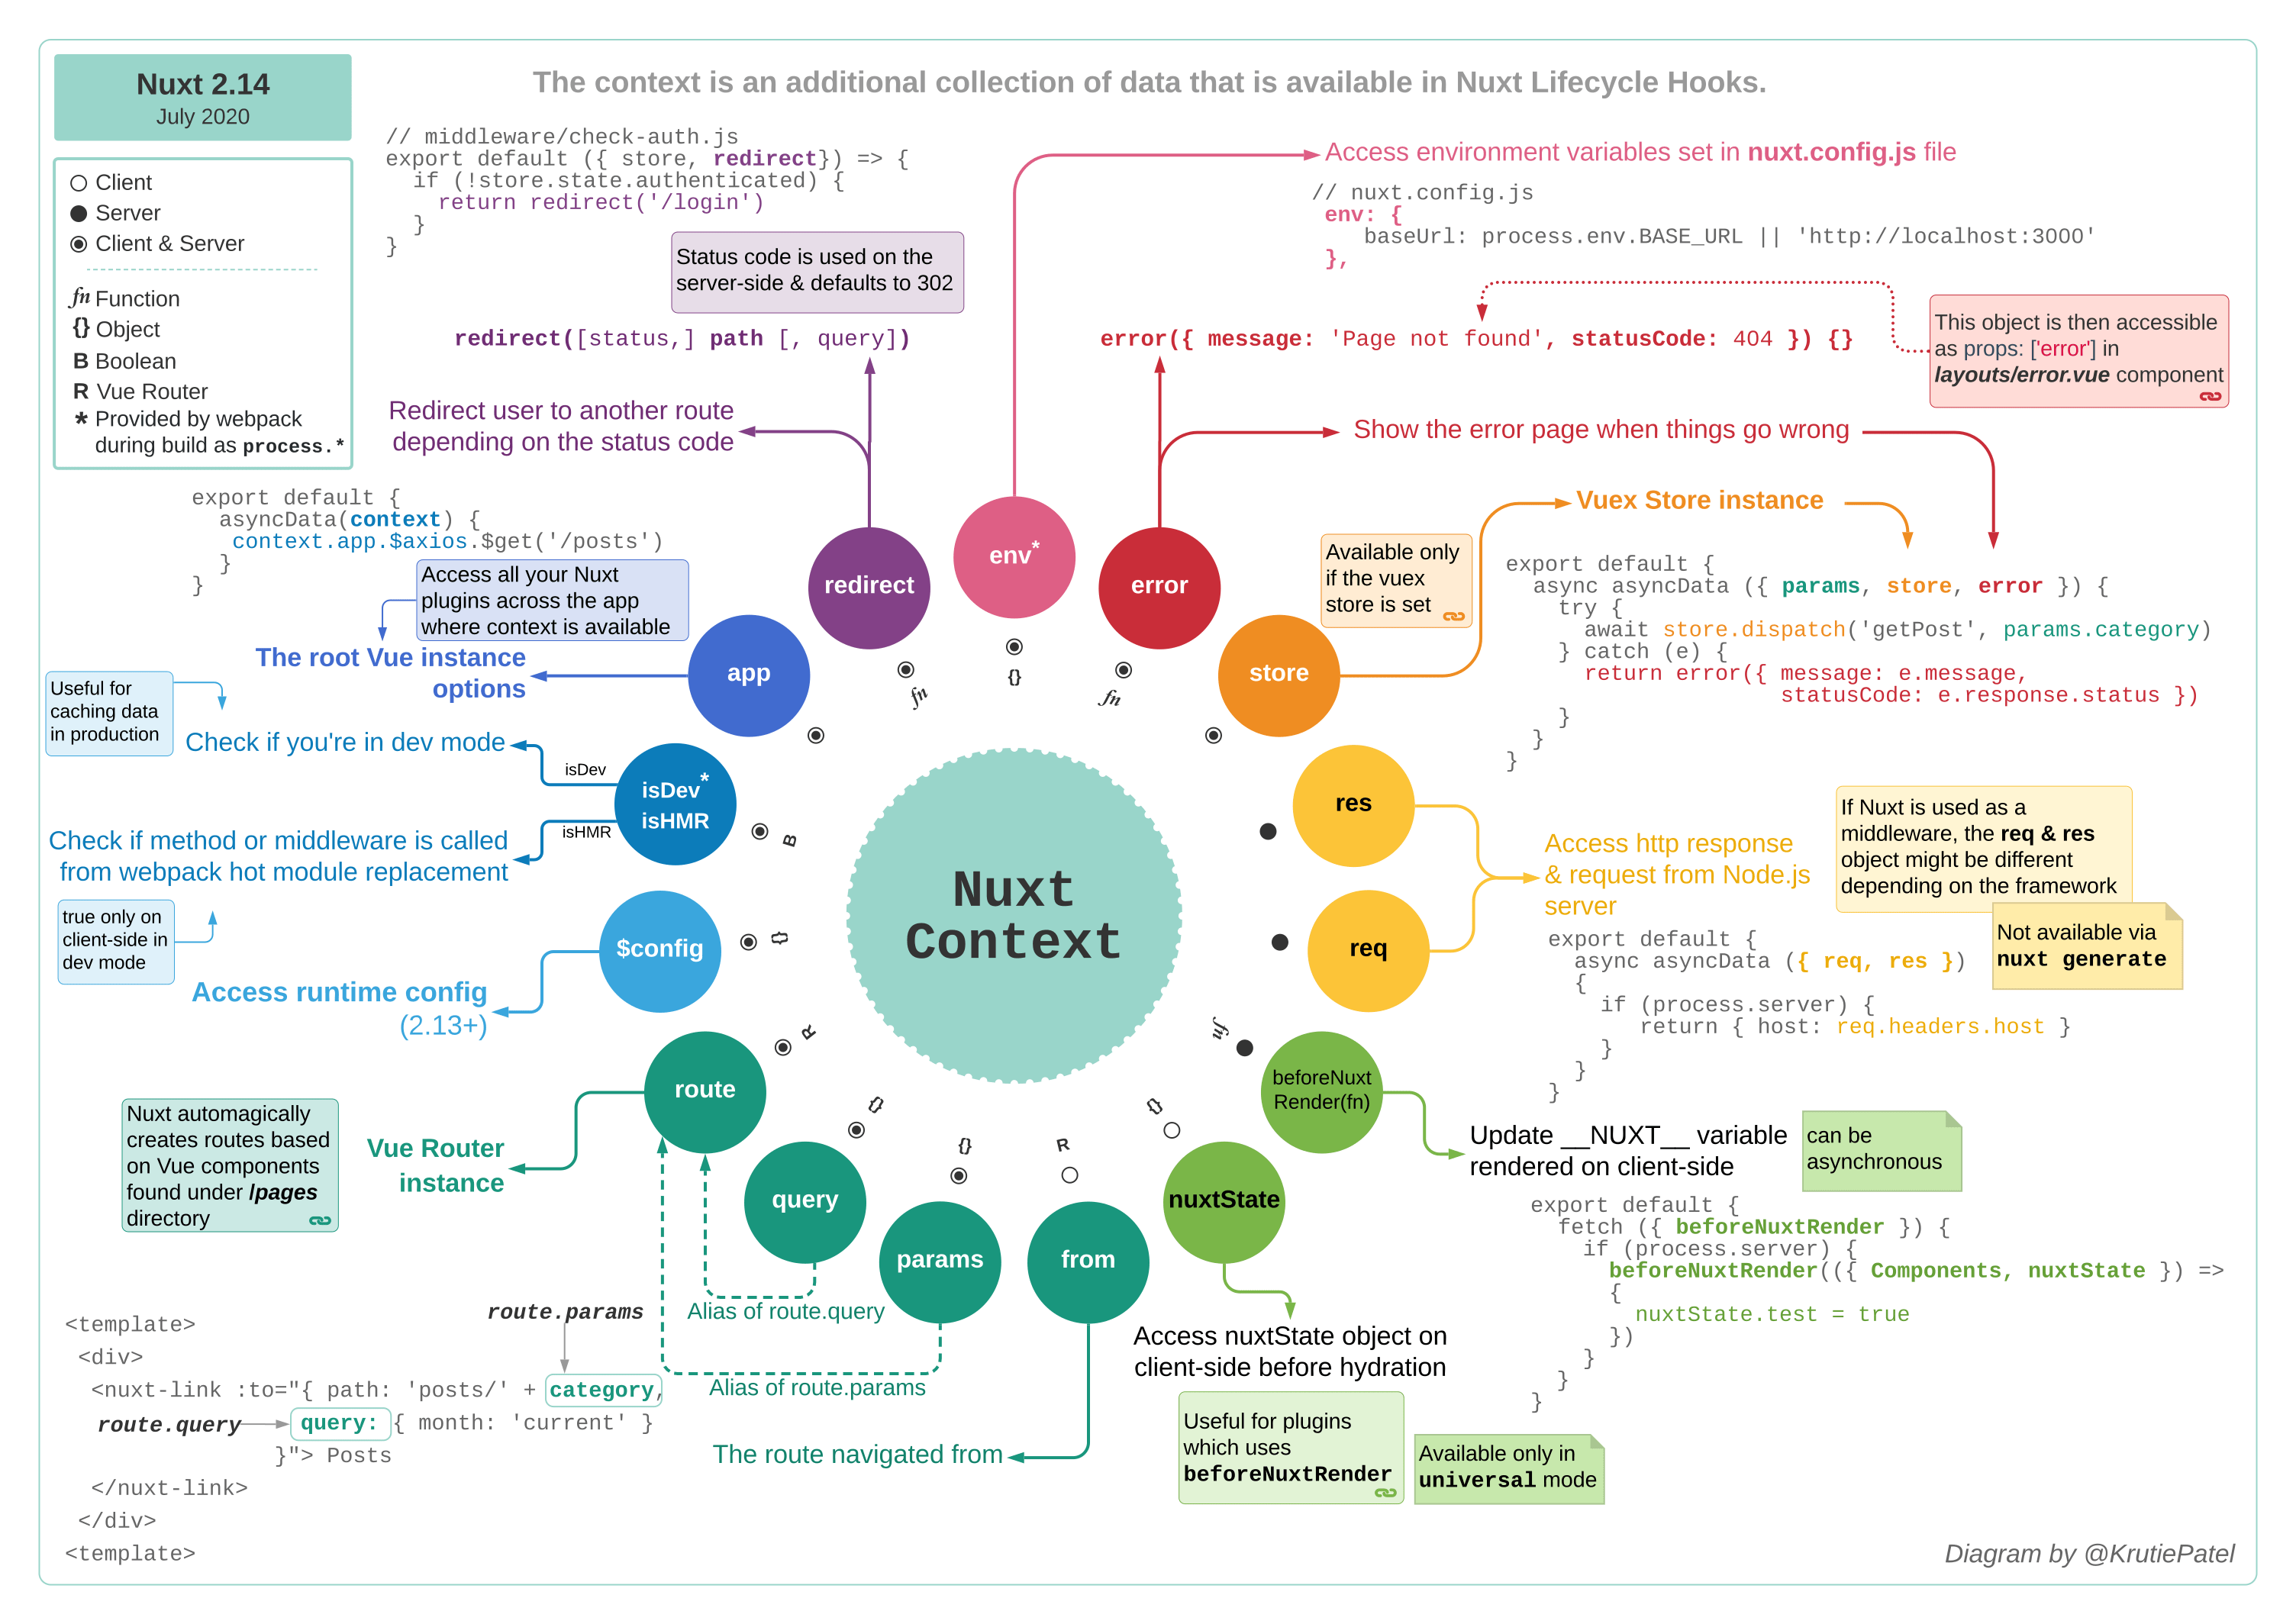 Nuxt 2.14
July 2020
The context is an additional collection of data that is available in Nuxt Lifecycle Hooks.
Client
Server
Client & Server
fn Function
{} Object
B Boolean
R Vue Router
* Provided by webpack
during build as process.*
// middleware/check-auth.js
export default ({ store, redirect}) => {
if (!store.state.authenticated) {
return redirect('/login')
}
}
Status code is used on the
server-side & defaults to 302
redirect([status,] path [, query])
Redirect user to another route
depending on the status code
Access environment variables set in nuxt.config.js file
// nuxt.config.js
env: {
baseUrl: process.env.BASE_URL || 'http://localhost:3000'
},
error({ message: 'Page not found', statusCode: 404 }) {}
This object is then accessible
as props: ['error'] in
layouts/error.vue component
Show the error page when things go wrong
export default {
asyncData(context) {
context.app.$axios.$get('/posts')
}
}
Access all your Nuxt
plugins across the app
where context is available
The root Vue instance
options
Useful for
caching data
in production
Check if you're in dev mode
isDev
isHMR
Check if method or middleware is called
from webpack hot module replacement
true only on
client-side in
dev mode
Access runtime config
(2.13+)
redirect
env*
error
app
store
isDev*
isHMR
res
$config
req
route
beforeNuxt
Render(fn)
query
nuxtState
params
from
fn
{}
fn
B
{}
R
{}
{}
R
{}
fn
Nuxt
Context
Vuex Store instance
Available only
if the vuex
store is set
export default {
async asyncData ({ params, store, error }) {
try {
await store.dispatch('getPost', params.category)
} catch (e) {
return error({ message: e.message,
statusCode: e.response.status })
}
}
}
Access http response
& request from Node.js
server
If Nuxt is used as a
middleware, the req & res
object might be different
depending on the framework
Not available via
nuxt generate
export default {
async asyncData ({ req, res })
{
if (process.server) {
return { host: req.headers.host }
}
}
}
Update __NUXT__ variable
rendered on client-side
can be
asynchronous
export default {
fetch ({ beforeNuxtRender }) {
if (process.server) {
beforeNuxtRender(({ Components, nuxtState }) =>
{
nuxtState.test = true
})
}
}
}
Access nuxtState object on
client-side before hydration
Useful for plugins
which uses
beforeNuxtRender
Available only in
universal mode
Nuxt automagically
creates routes based
on Vue components
found under /pages
directory
Vue Router
instance
Alias of route.query
Alias of route.params
The route navigated from
route.params
<template>
<div>
<nuxt-link :to="{ path: 'posts/' + category,
route.query query: { month: 'current' }
}"> Posts
</nuxt-link>
</div>
<template>
Diagram by @KrutiePatel